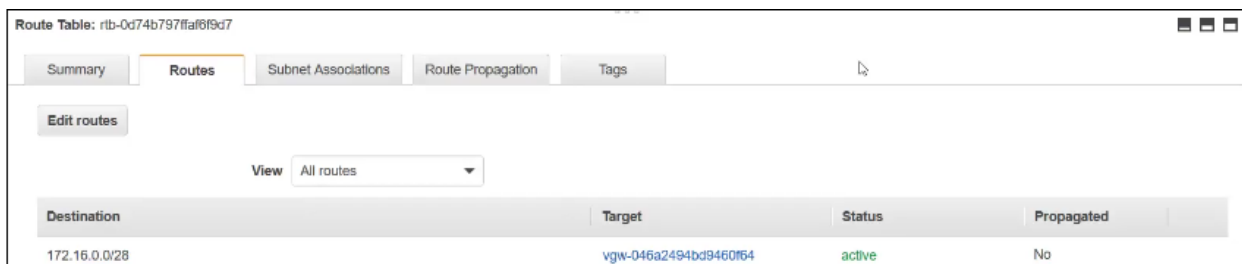 Route Table: rtb-0d74b797ffaf6f9d7
Summary Routes Subnet Associations Route Propagation Tags
Edit routes
View All routes
Destination Target Status Propagated
172.16.0.0/28 vgw-046a2494bd9460f64 active No